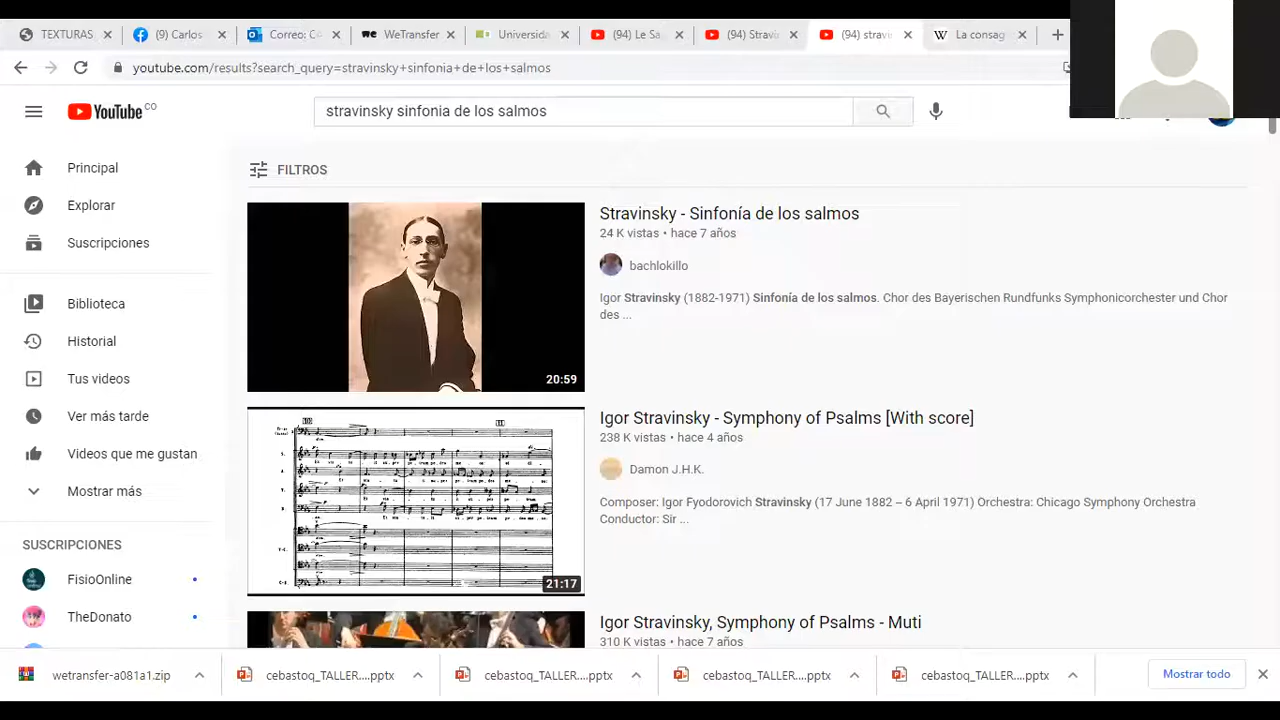 TEXTURAS
(9) Carlos
Correo: C
WeTransfer
Universida
(94) Le Sa
(94) Stravi
(94) stravi
La consag
youtube.com/results?search_query=stravinsky+sinfonia+de+los+salmos
YouTube CO
stravinsky sinfonia de los salmos
Principal
Explorar
Suscripciones
Biblioteca
Historial
Tus videos
Ver más tarde
Videos que me gustan
Mostrar más
SUSCRIPCIONES
FisioOnline
TheDonato
FILTROS
20:59
Stravinsky - Sinfonía de los salmos
24 K vistas • hace 7 años
bachlokillo
Igor Stravinsky (1882-1971) Sinfonía de los salmos. Chor des Bayerischen Rundfunks Symphonicorchester und Chor
des ...
21:17
Igor Stravinsky - Symphony of Psalms [With score]
238 K vistas • hace 4 años
Damon J.H.K.
Composer: Igor Fyodorovich Stravinsky (17 June 1882 – 6 April 1971) Orchestra: Chicago Symphony Orchestra
Conductor: Sir ...
Igor Stravinsky, Symphony of Psalms - Muti
310 K vistas • hace 7 años
wetransfer-a081a1.zip
cebastoq_TALLER....pptx
cebastoq_TALLER....pptx
cebastoq_TALLER....pptx
cebastoq_TALLER....pptx
Mostrar todo